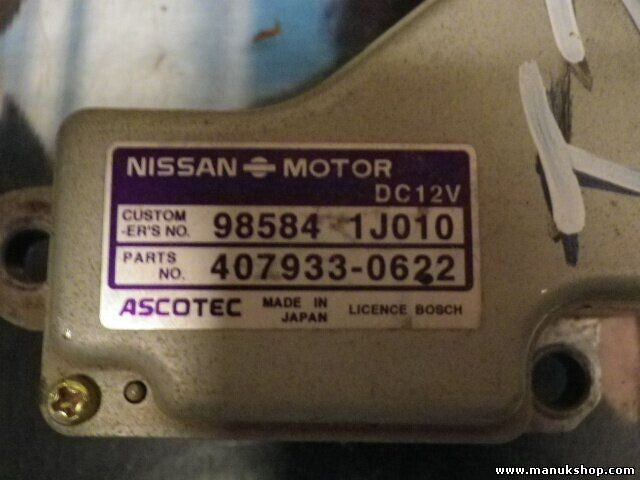 NISSAN MOTOR
DC12V
CUSTOM
-ER'S NO. 98584 1J010
PARTS
NO. 407933-0622
ASCOTEC MADE IN JAPAN LICENCE BOSCH
www.manukshop.com